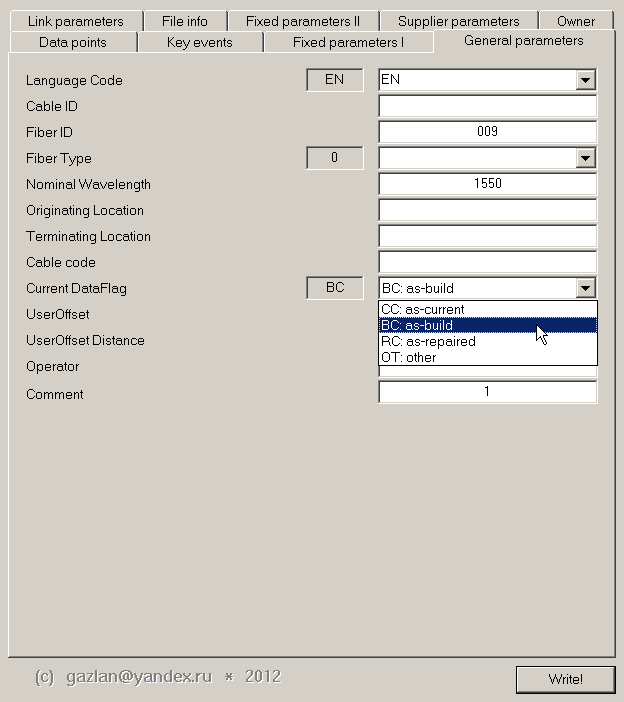 Link parameters File info Fixed parameters II Supplier parameters Owner
Data points Key events Fixed parameters I General parameters
Language Code EN EN
Cable ID
Fiber ID 009
Fiber Type 0
Nominal Wavelength 1550
Originating Location
Terminating Location
Cable code
Current DataFlag BC BC: as-build
CC: as-current
UserOffset
BC: as-build
UserOffset Distance
RC: as-repaired
OT: other
Operator
Comment 1
(c) gazlan@yandex.ru * 2012
Write!